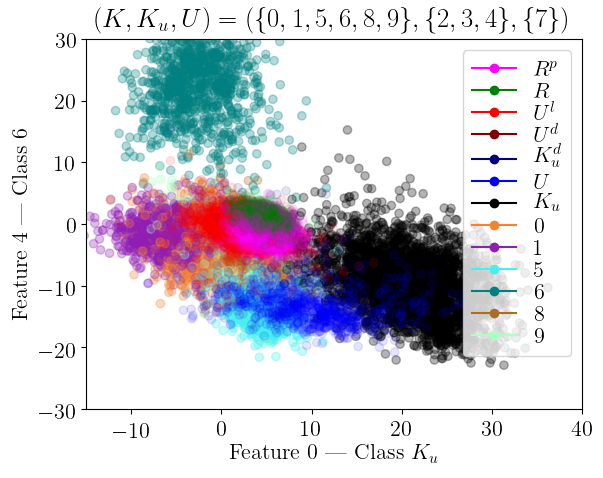 (K, K_u, U) = ({0, 1, 5, 6, 8, 9}, {2, 3, 4}, {7})
30
20
10
0
−10
−20
−30
Feature 4 — Class 6
−10
0
10
20
30
40
Feature 0 — Class K_u
R^p
R
U^l
U^d
K_u^d
U
K_u
0
1
5
6
8
9